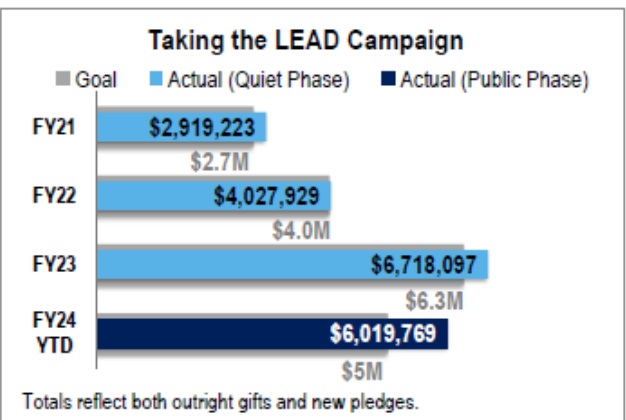 Taking the LEAD Campaign
Goal Actual (Quiet Phase) Actual (Public Phase)
FY21 $2,919,223
$2.7M
FY22 $4,027,929
$4.0M
FY23 $6,718,097
$6.3M
FY24
YTD $6,019,769
$5M
Totals reflect both outright gifts and new pledges.